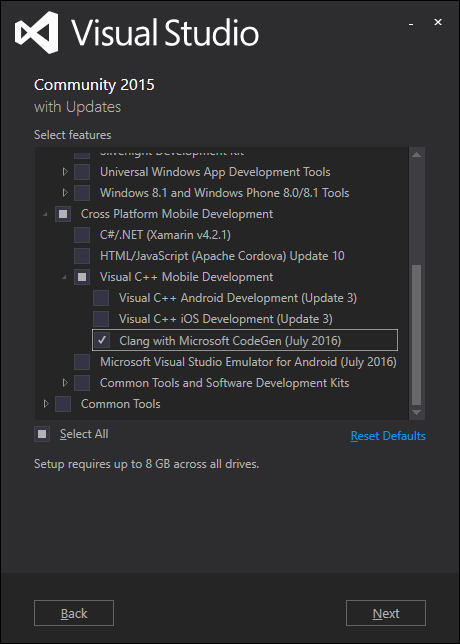 Visual Studio
Community 2015
with Updates
Select features
Silverlight Development Kit
Universal Windows App Development Tools
Windows 8.1 and Windows Phone 8.0/8.1 Tools
Cross Platform Mobile Development
C#/.NET (Xamarin v4.2.1)
HTML/JavaScript (Apache Cordova) Update 10
Visual C++ Mobile Development
Visual C++ Android Development (Update 3)
Visual C++ iOS Development (Update 3)
Clang with Microsoft CodeGen (July 2016)
Microsoft Visual Studio Emulator for Android (July 2016)
Common Tools and Software Development Kits
Common Tools
Select All
Reset Defaults
Setup requires up to 8 GB across all drives.
Back
Next